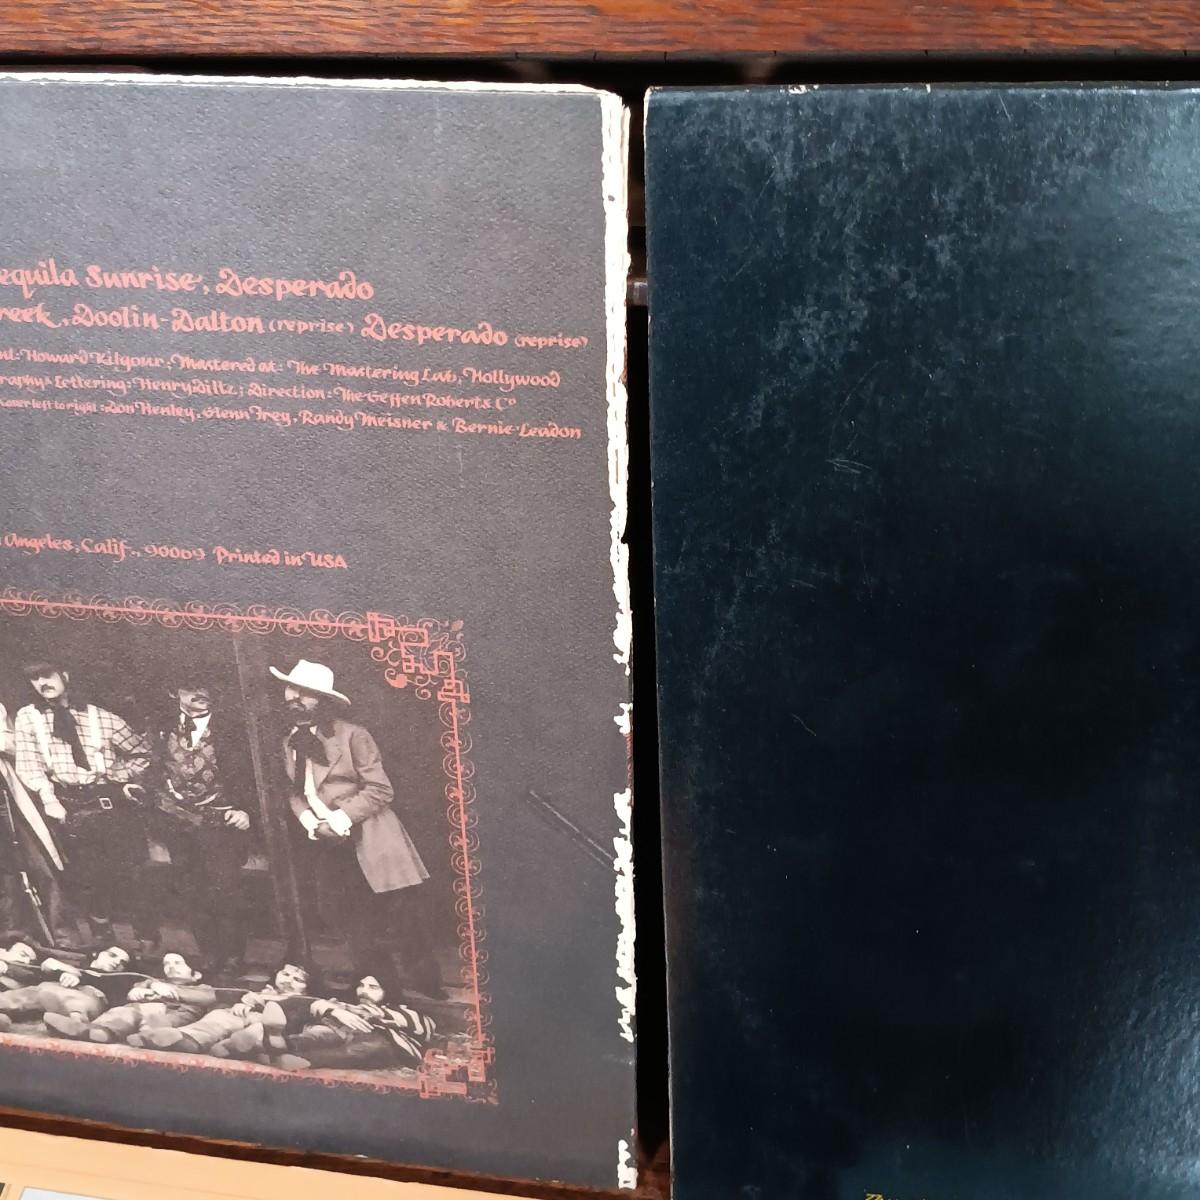 equila Sunrise, Desperado
reek, Doolin-Dalton (reprise) Desperado (reprise)
Howard Kilgour; Mastered at: The Mastering Lab, Hollywood
raphy & Lettering: Henry Diltz; Direction: The Geffen Roberts Co
cover left to right: Don Henley, Glenn Frey, Randy Meisner & Bernie Leadon
Angeles, Calif., 90069 Printed in USA